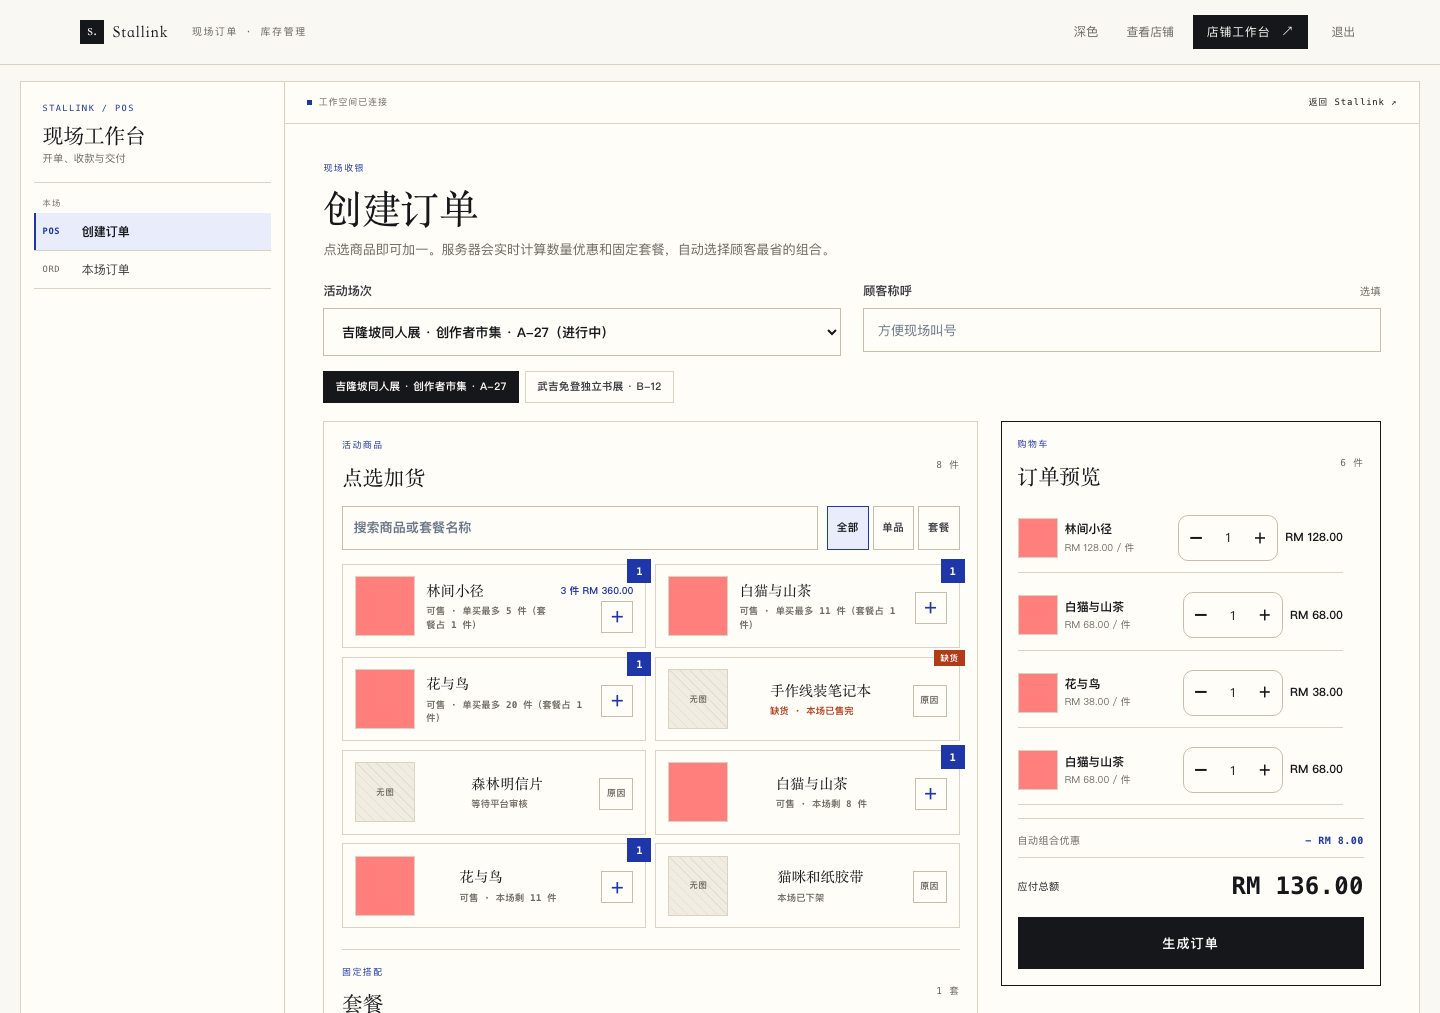 S. Stallink 现场订单 · 库存管理 深色 查看店铺 店铺工作台 ↗ 退出
STALLINK / POS
现场工作台
开单、收款与交付
本场
POS 创建订单
ORD 本场订单
工作空间已连接 返回 Stallink ↗
现场收银
创建订单
点选商品即可加一。服务器会实时计算数量优惠和固定套餐，自动选择顾客最省的组合。
活动场次
吉隆坡同人展 · 创作者市集 · A-27（进行中）
顾客称呼 选填
方便现场叫号
吉隆坡同人展 · 创作者市集 · A-27 武吉免登独立书展 · B-12
活动商品
点选加货
8 件
搜索商品或套餐名称 全部 单品 套餐
1
林间小径 3 件 RM 360.00
可售 · 单买最多 5 件（套
餐占 1 件）
+
1
白猫与山茶
可售 · 单买最多 11 件（套餐占 1
件）
+
1
花与鸟
可售 · 单买最多 20 件（套餐占 1
件）
+
缺货
无图 手作线装笔记本 原因
缺货 · 本场已售完
无图 森林明信片 原因
等待平台审核
1
白猫与山茶
可售 · 本场剩 8 件
+
1
花与鸟
可售 · 本场剩 11 件
+
无图 猫咪和纸胶带 原因
本场已下架
固定搭配
套餐
1 套
购物车
订单预览
6 件
林间小径
RM 128.00 / 件
− 1 + RM 128.00
白猫与山茶
RM 68.00 / 件
− 1 + RM 68.00
花与鸟
RM 38.00 / 件
− 1 + RM 38.00
白猫与山茶
RM 68.00 / 件
− 1 + RM 68.00
自动组合优惠 − RM 8.00
应付总额 RM 136.00
生成订单